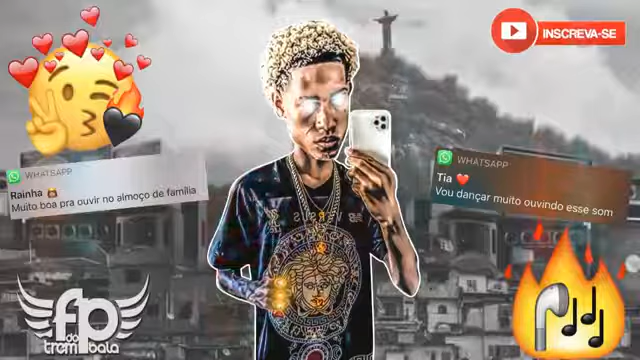 INSCREVA-SE
WHATSAPP
Rainha 👸
Muito boa pra ouvir no almoço de família
WHATSAPP
Tia ❤️
Vou dançar muito ouvindo esse som
VERSUS
fp
do
trem bala